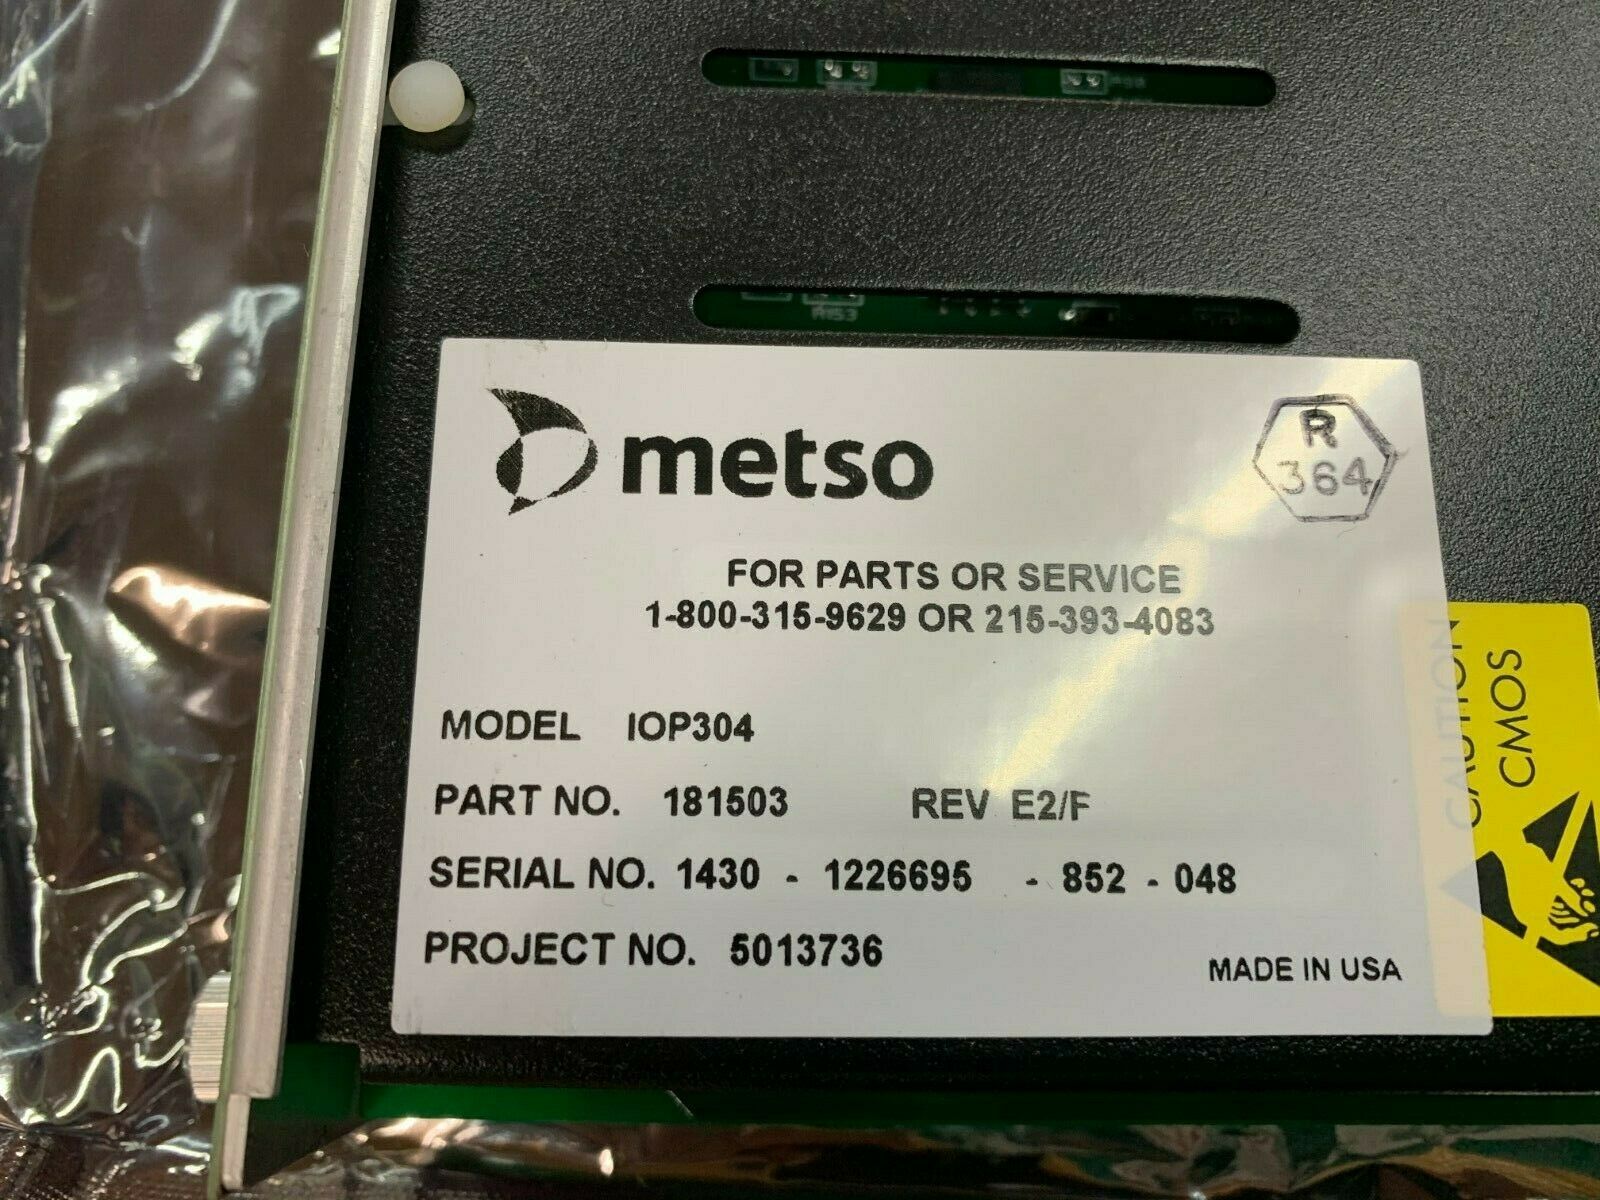 R153
metso
R
364
FOR PARTS OR SERVICE
1-800-315-9629 OR 215-393-4083
MODEL IOP304
PART NO. 181503 REV E2/F
SERIAL NO. 1430 - 1226695 - 852 - 048
PROJECT NO. 5013736
MADE IN USA
CAUTION
CMOS